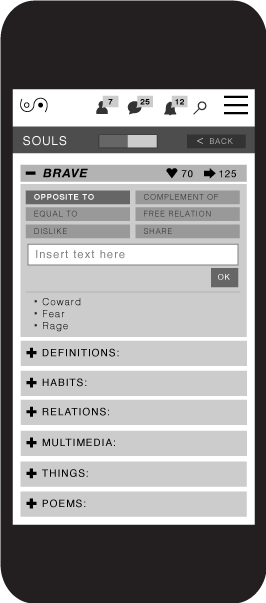 7 25 12
SOULS < BACK
− BRAVE 70 125
OPPOSITE TO COMPLEMENT OF
EQUAL TO FREE RELATION
DISLIKE SHARE
Insert text here
OK
• Coward
• Fear
• Rage
+ DEFINITIONS:
+ HABITS:
+ RELATIONS:
+ MULTIMEDIA:
+ THINGS:
+ POEMS: